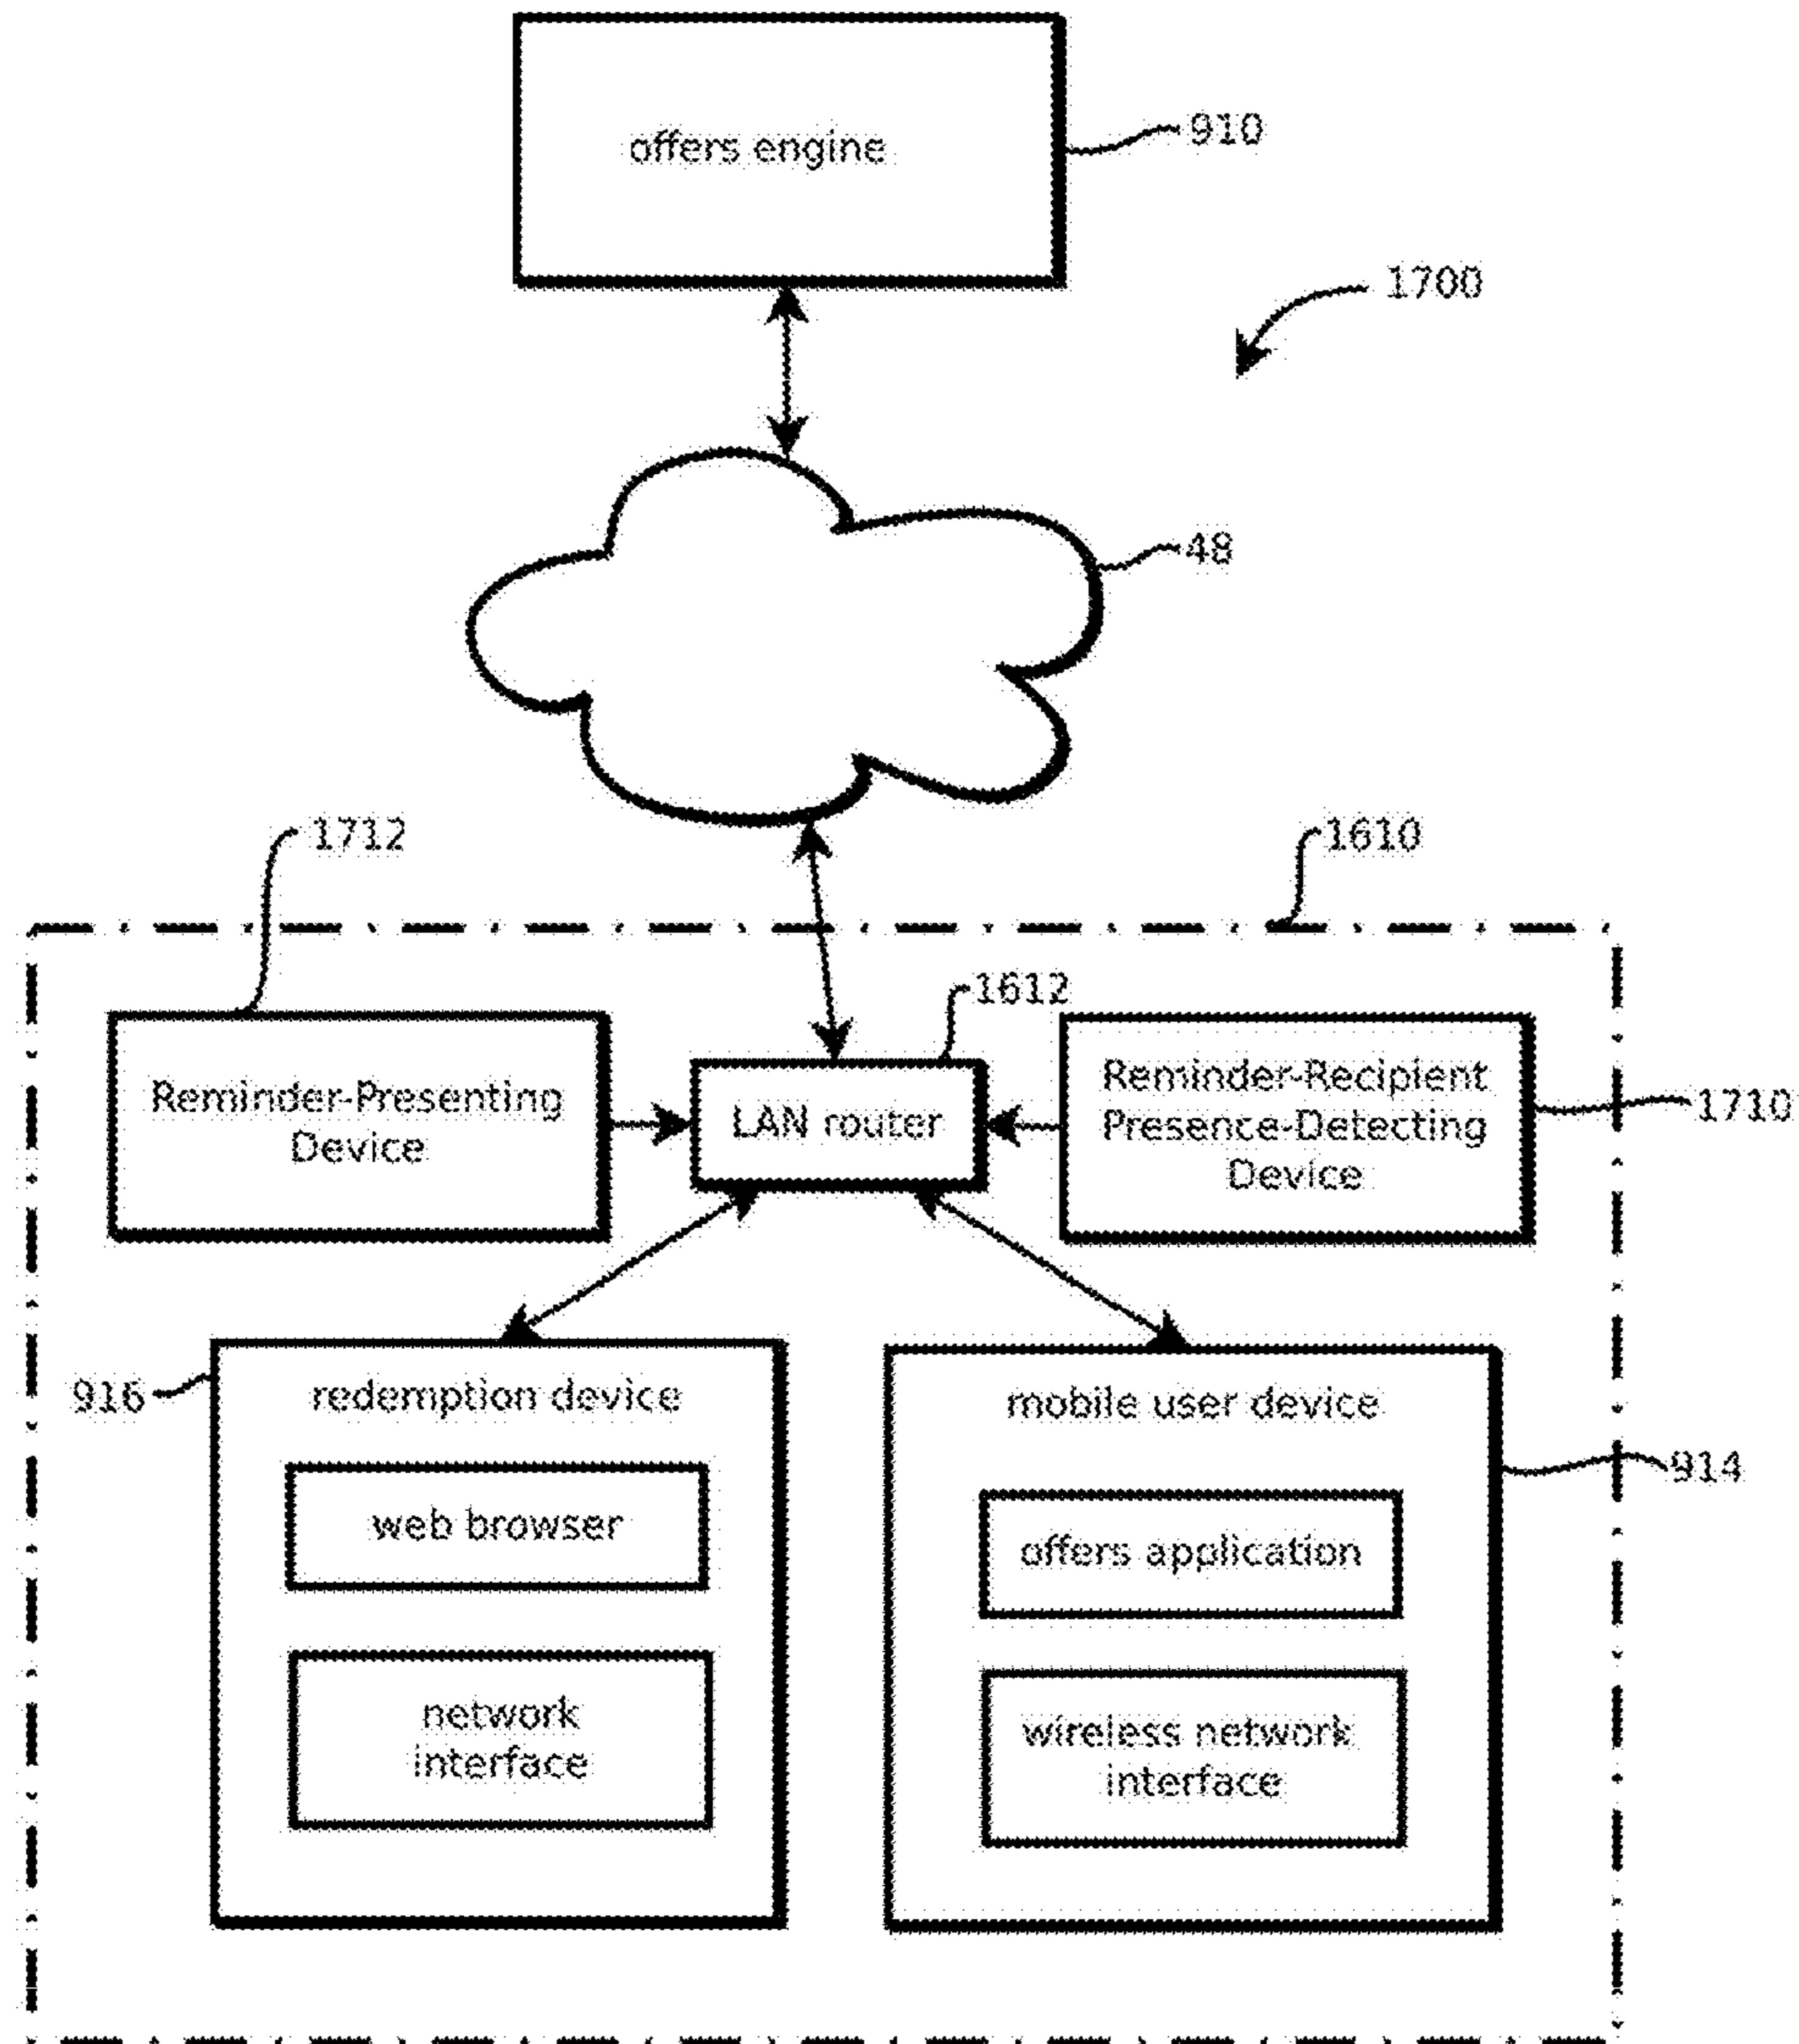 offers engine
910
1700
48
1712
1610
1612
Reminder-Presenting
Device
LAN router
Reminder-Recipient
Presence-Detecting
Device
1710
916
redemption device
mobile user device
914
web browser
offers application
network
interface
wireless network
interface